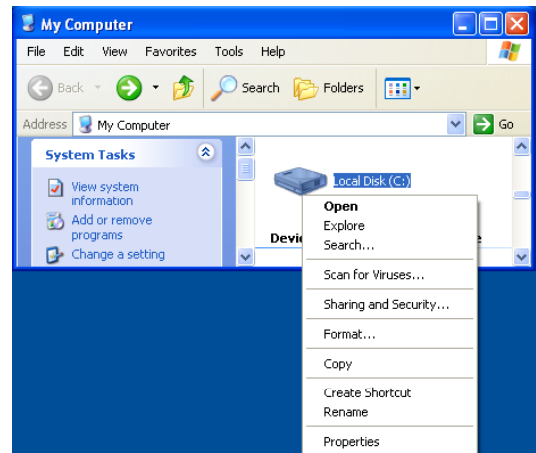 My Computer
File Edit View Favorites Tools Help
Back Search Folders
Address My Computer Go
System Tasks
View system
information
Add or remove
programs
Change a setting
Local Disk (C:)
Open
Explore
Search...
Scan for Viruses...
Sharing and Security...
Format...
Copy
Create Shortcut
Rename
Properties